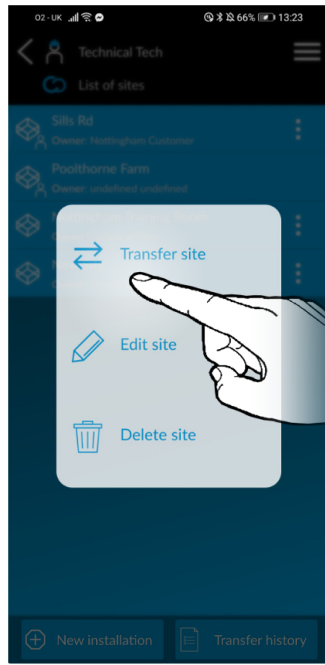 O2 - UK 66% 13:23
Technical Tech
List of sites
Sills Rd
Owner: Nottingham Customer
Poolthorne Farm
Owner: undefined undefined
Transfer site
Edit site
Delete site
New installation
Transfer history